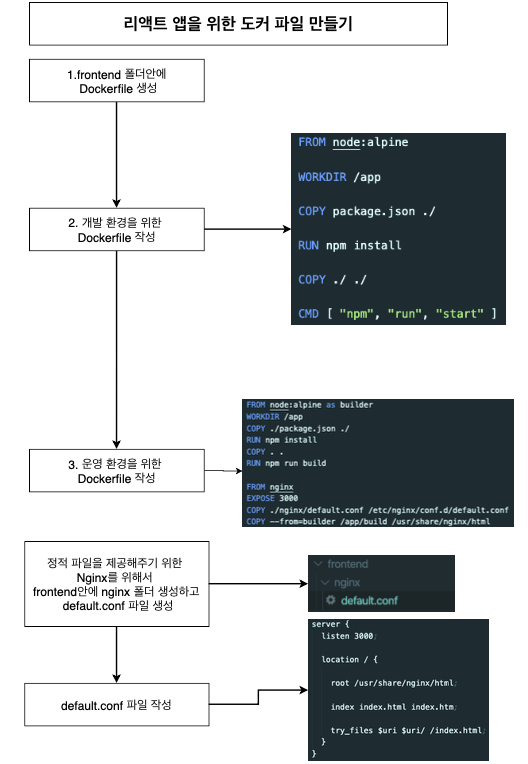 리액트 앱을 위한 도커 파일 만들기
1.frontend 폴더안에
Dockerfile 생성
2. 개발 환경을 위한
Dockerfile 작성
FROM node:alpine
WORKDIR /app
COPY package.json ./
RUN npm install
COPY ./ ./
CMD [ "npm", "run", "start" ]
3. 운영 환경을 위한
Dockerfile 작성
FROM node:alpine as builder
WORKDIR /app
COPY ./package.json ./
RUN npm install
COPY . .
RUN npm run build
FROM nginx
EXPOSE 3000
COPY ./nginx/default.conf /etc/nginx/conf.d/default.conf
COPY --from=builder /app/build /usr/share/nginx/html
정적 파일을 제공해주기 위한
Nginx를 위해서
frontend안에 nginx 폴더 생성하고
default.conf 파일 생성
frontend
nginx
default.conf
default.conf 파일 작성
server {
listen 3000;
location / {
root /usr/share/nginx/html;
index index.html index.htm;
try_files $uri $uri/ /index.html;
}
}